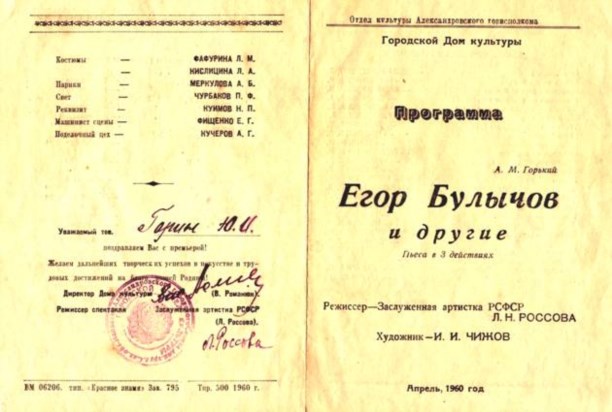 Костюмы — ФАФУРИНА Л. М.
— КИСЛИЦИНА Л. А.
Парики — МЕРКУЛОВА А. Б.
Свет — ЧУРБАКОВ П. Ф.
Реквизит — КУИМОВ Н. П.
Машинист сцены — ФИЩЕНКО Е. Г.
Поделочный цех — КУЧЕРОВ А. Г.
Уважаемый тов. Горин Ю.И.
поздравляем Вас с премьерой!
Желаем дальнейших творческих успехов в искусстве и тру-
довых достижений на благо нашей Родины!
Директор Дома культуры (В. Романова).
Режиссер спектакля Заслуженная артистка РСФСР
(Л. Россова).
Л.Россова
ВМ 06206. тип. «Красное знамя» Зак. 795 Тир. 500 1960 г.
Отдел культуры Александровского горисполкома
Городской Дом культуры
Программа
А. М. Горький
Егор Булычов
и другие
Пьеса в 3 действиях
Режиссер—Заслуженная артистка РСФСР
Л. Н. РОССОВА
Художник—И. И. ЧИЖОВ
Апрель, 1960 год